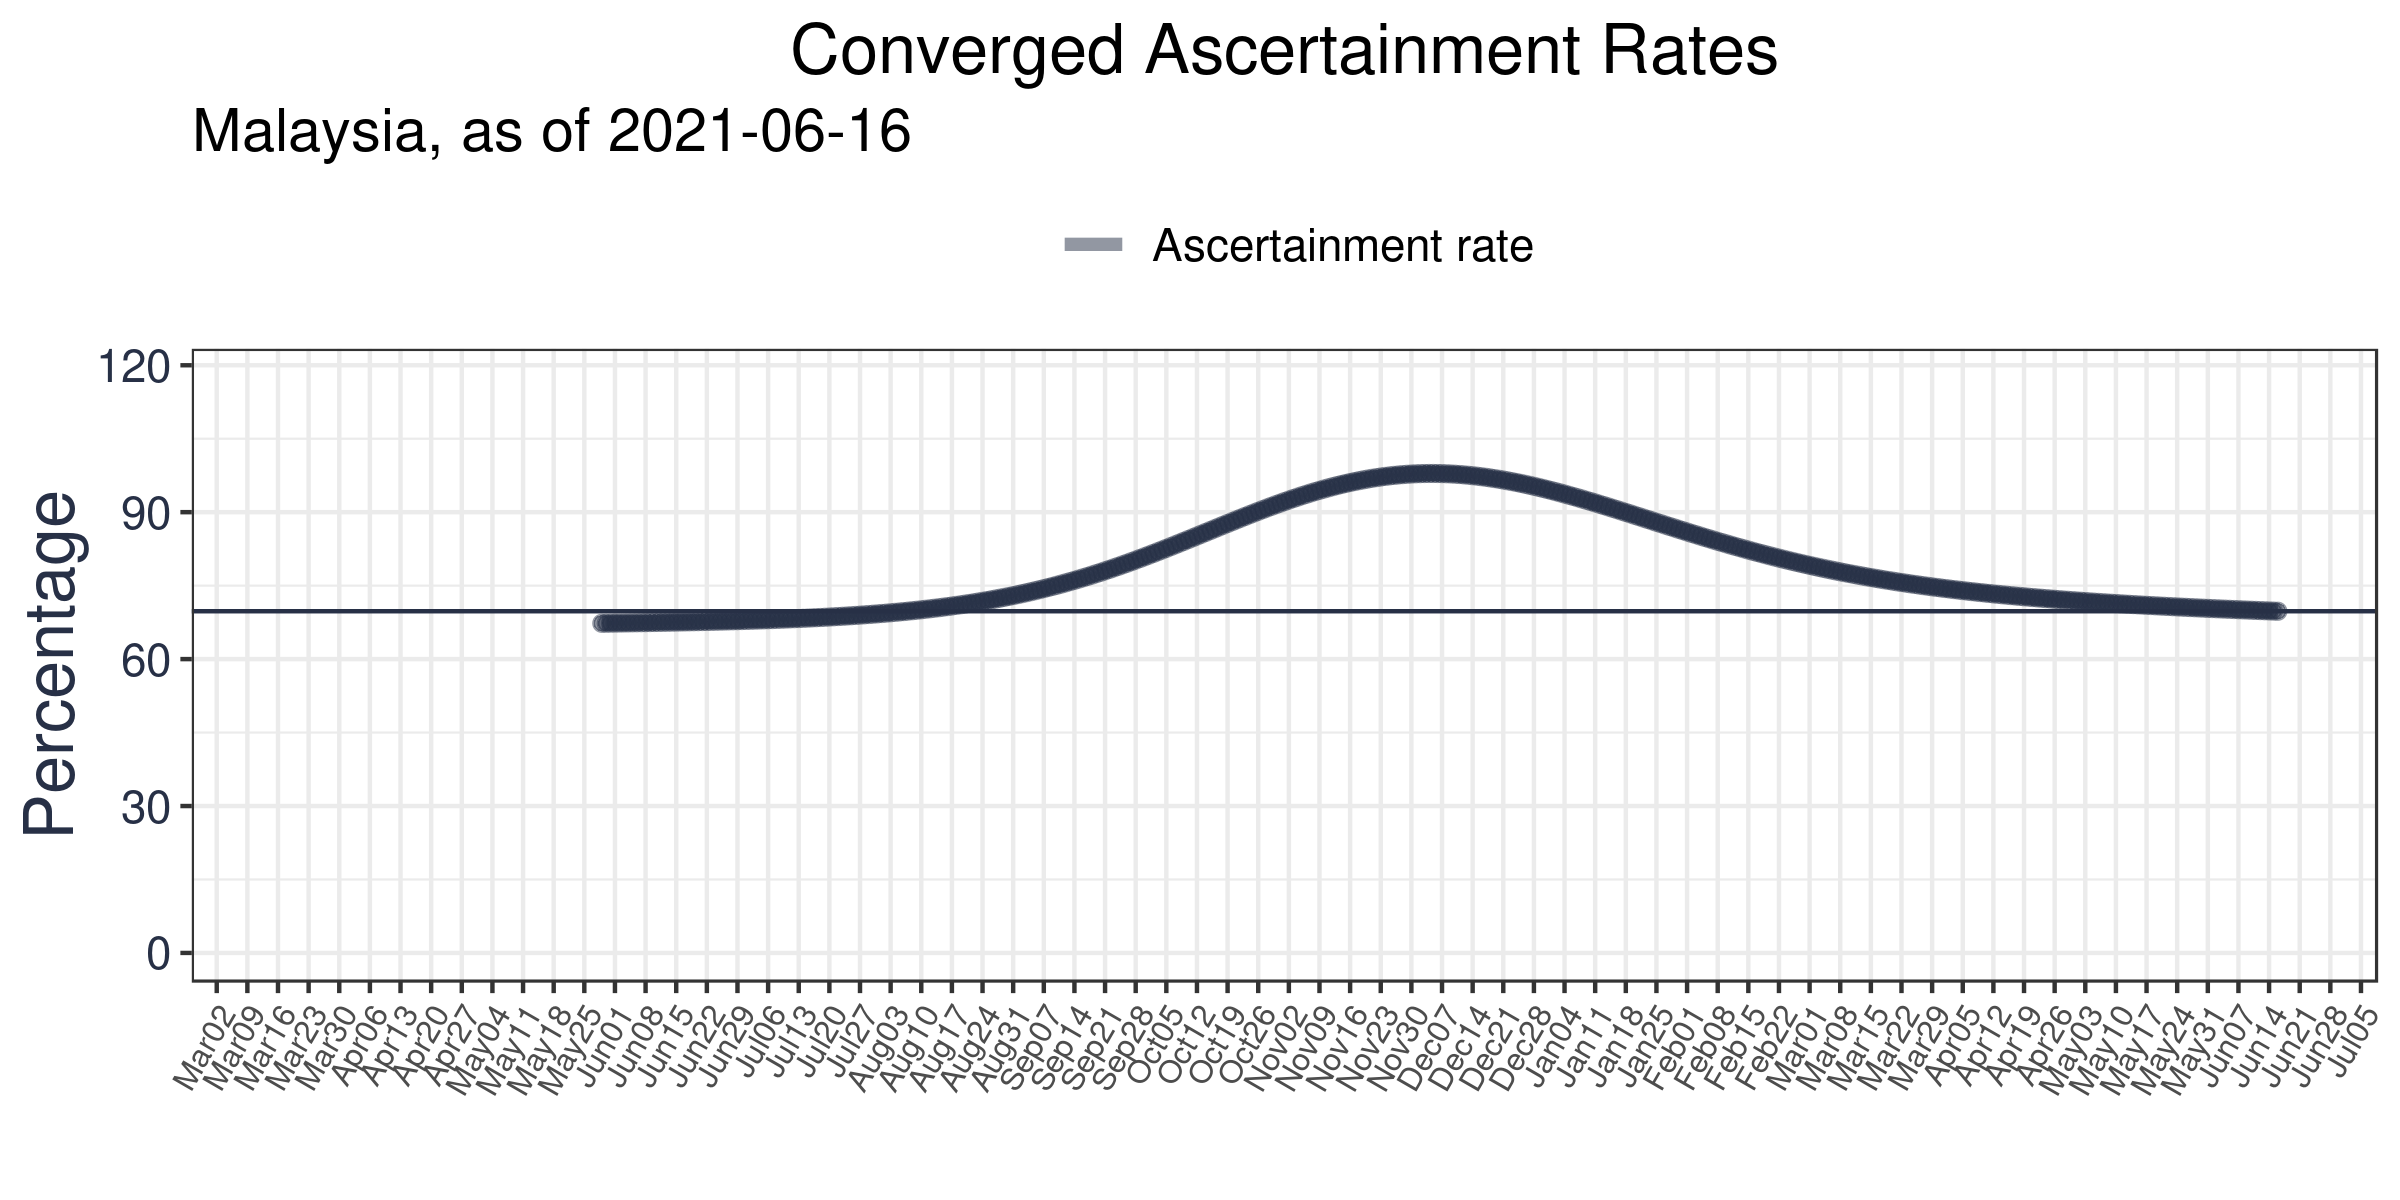 Converged Ascertainment Rates
Malaysia, as of 2021-06-16
Ascertainment rate
Percentage
120
90
60
30
0
Mar02
Mar09
Mar16
Mar23
Mar30
Apr06
Apr13
Apr20
Apr27
May04
May11
May18
May25
Jun01
Jun08
Jun15
Jun22
Jun29
Jul06
Jul13
Jul20
Jul27
Aug03
Aug10
Aug17
Aug24
Aug31
Sep07
Sep14
Sep21
Sep28
Oct05
Oct12
Oct19
Oct26
Nov02
Nov09
Nov16
Nov23
Nov30
Dec07
Dec14
Dec21
Dec28
Jan04
Jan11
Jan18
Jan25
Feb01
Feb08
Feb15
Feb22
Mar01
Mar08
Mar15
Mar22
Mar29
Apr05
Apr12
Apr19
Apr26
May03
May10
May17
May24
May31
Jun07
Jun14
Jun21
Jun28
Jul05